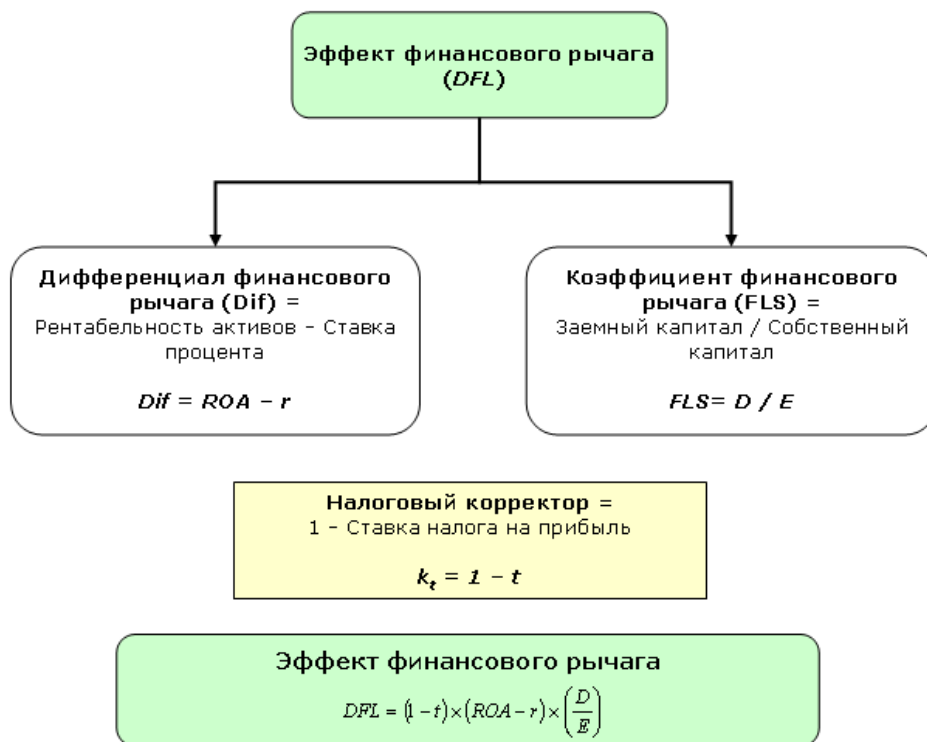 Эффект финансового рычага
(DFL)
Дифференциал финансового
рычага (Dif) =
Рентабельность активов – Ставка
процента
Dif = ROA – r
Коэффициент финансового
рычага (FLS) =
Заемный капитал / Собственный
капитал
FLS= D / E
Налоговый корректор =
1 – Ставка налога на прибыль
kₜ = 1 – t
Эффект финансового рычага
DFL = (1−t)×(ROA−r)×(D/E)